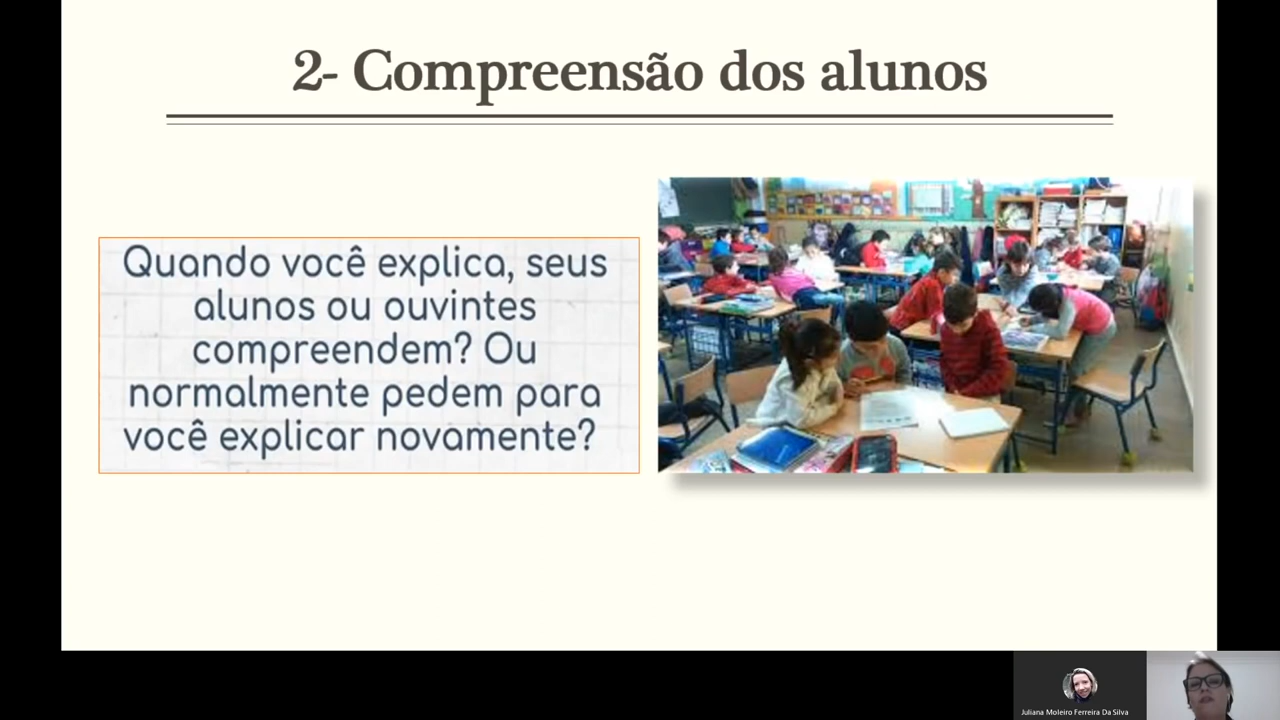 2- Compreensão dos alunos
Quando você explica, seus
alunos ou ouvintes
compreendem? Ou
normalmente pedem para
você explicar novamente?
Juliana Moleiro Ferreira Da Silva